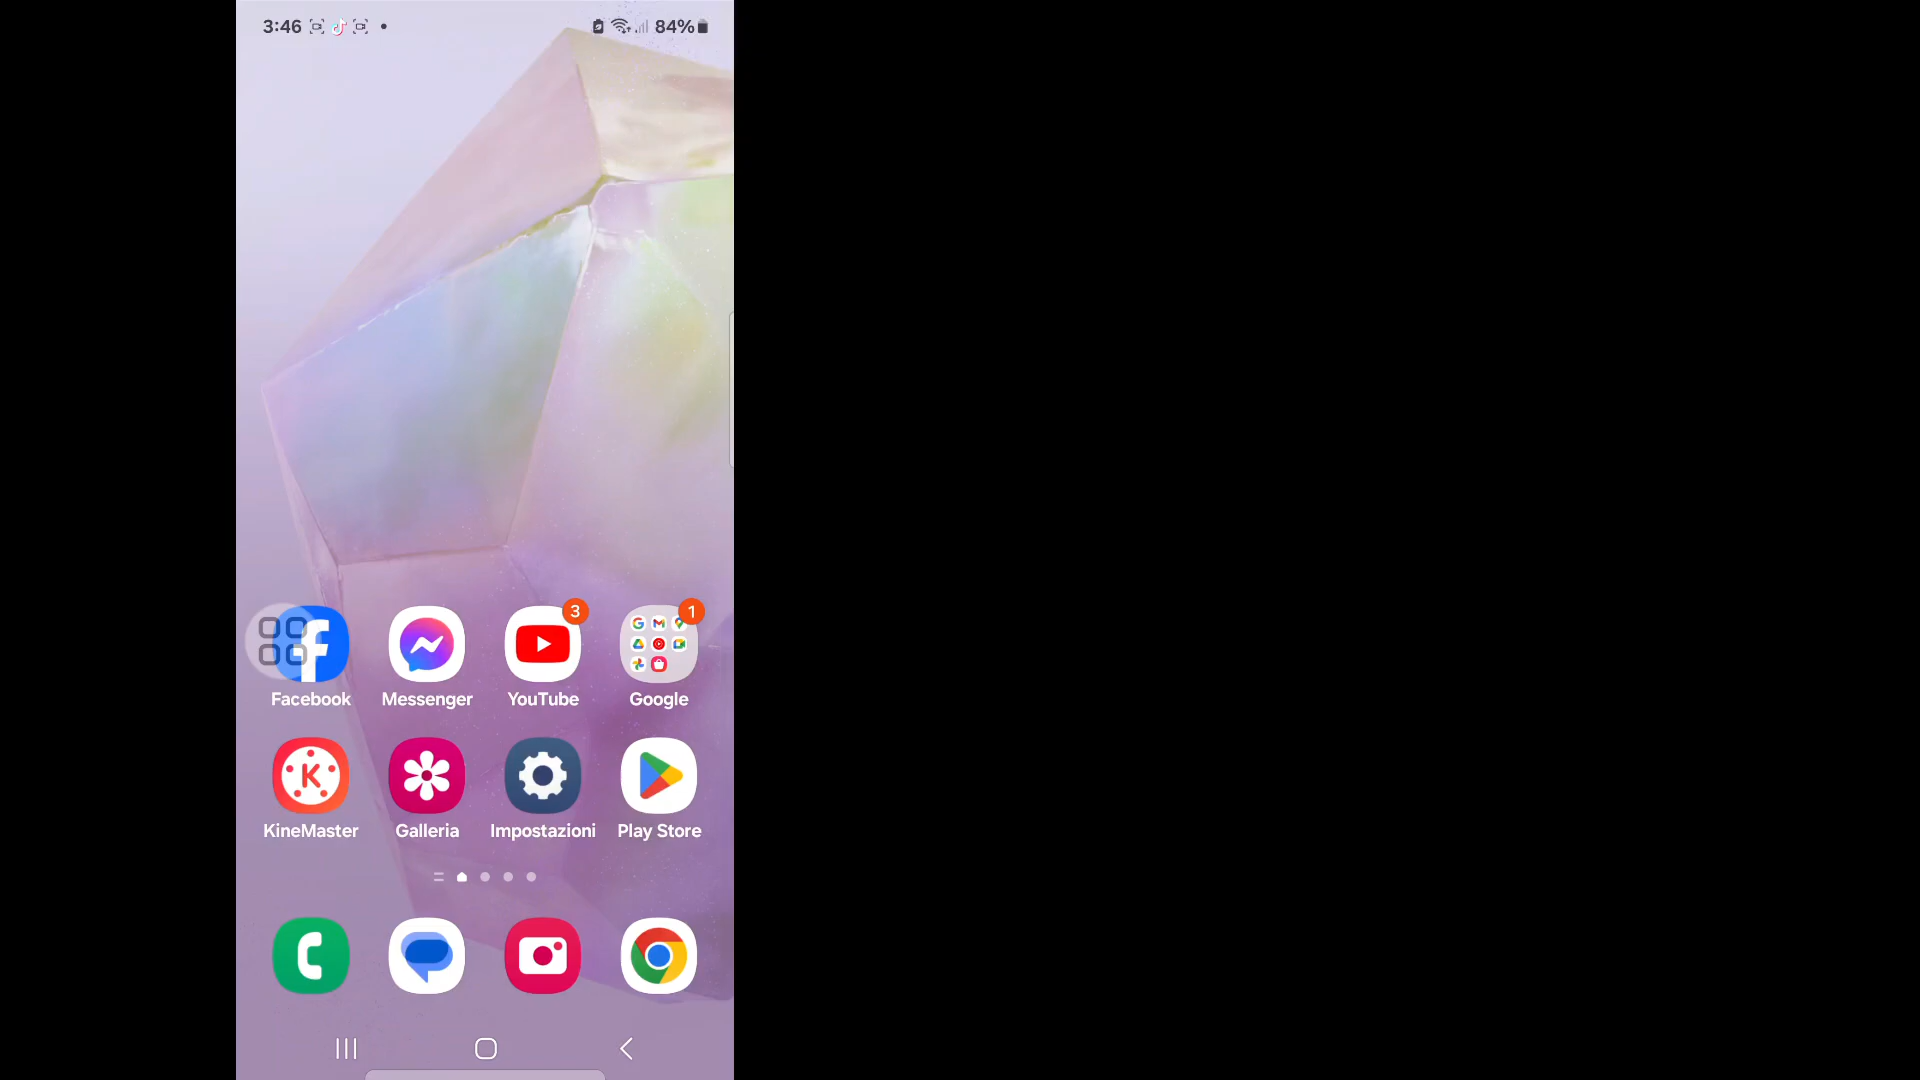 3:46 84%
3 1
Facebook Messenger YouTube Google
KineMaster Galleria Impostazioni Play Store